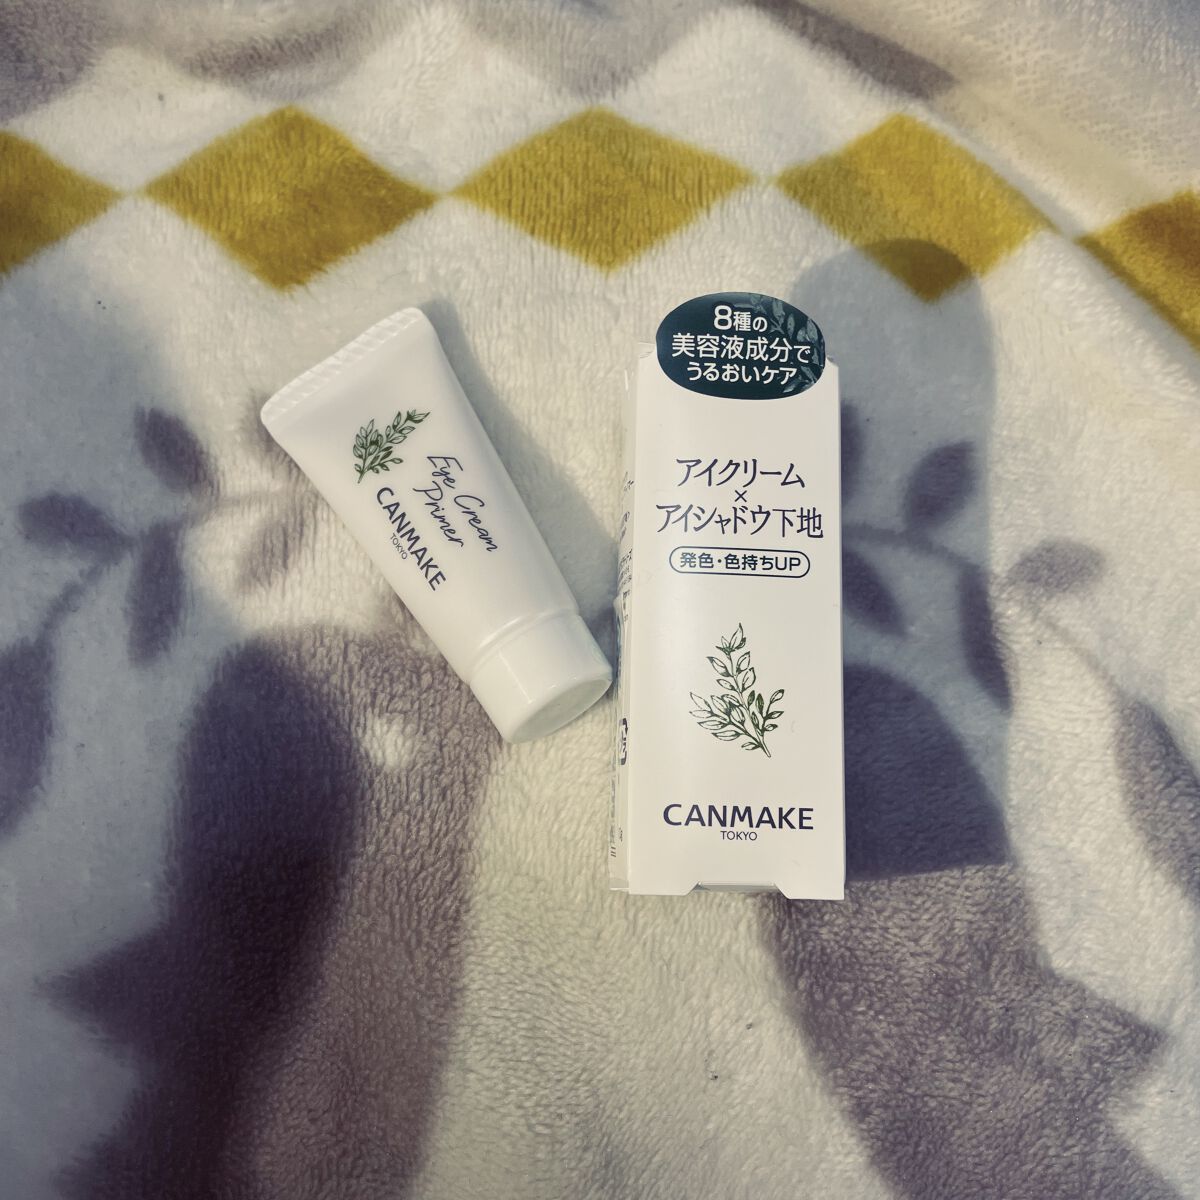 Eye Cream
Primer
CANMAKE
TOKYO
8種の
美容液成分で
うるおいケア
アイクリーム
×
アイシャドウ下地
発色・色持ちUP
CANMAKE
TOKYO